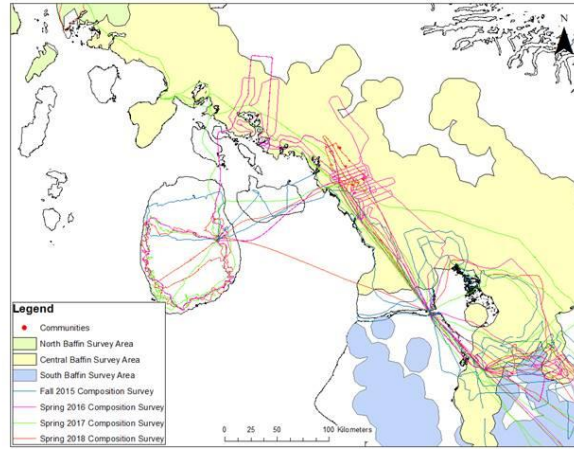 N
Legend
Communities
North Baffin Survey Area
Central Baffin Survey Area
South Baffin Survey Area
Fall 2015 Composition Survey
Spring 2016 Composition Survey
Spring 2017 Composition Survey
Spring 2018 Composition Survey
0 25 50 100 Kilometers